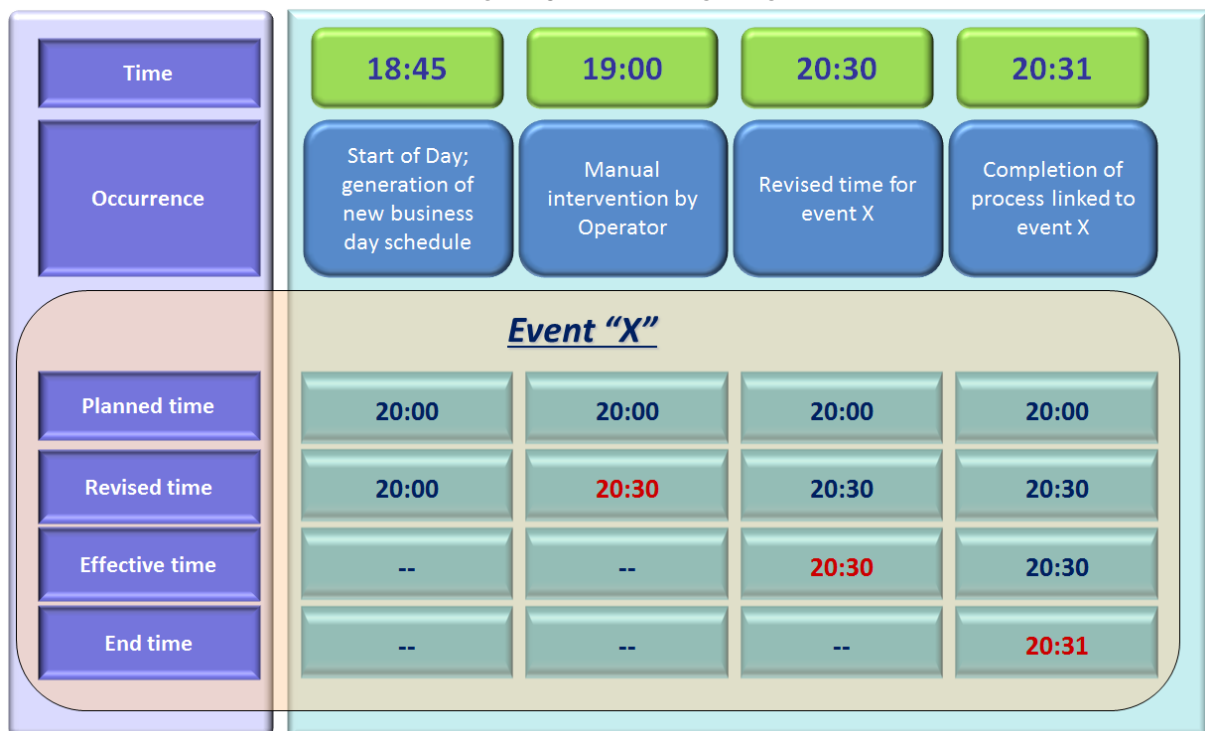 Time
18:45
19:00
20:30
20:31
Occurrence
Start of Day;
generation of
new business
day schedule
Manual
intervention by
Operator
Revised time for
event X
Completion of
process linked to
event X
Event “X”
Planned time
20:00
20:00
20:00
20:00
Revised time
20:00
20:30
20:30
20:30
Effective time
--
--
20:30
20:30
End time
--
--
--
20:31